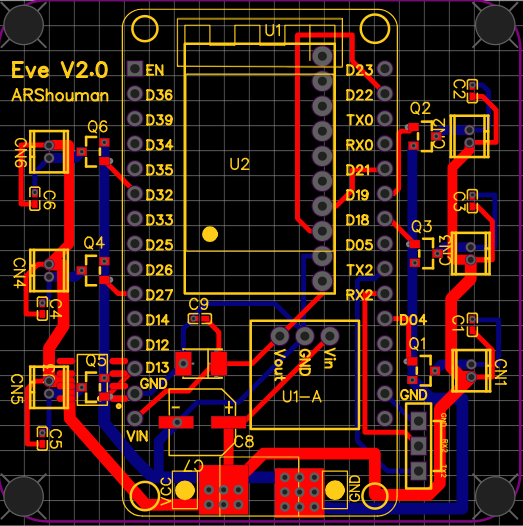 U1
Eve V2.0
ARShouman
EN
D36
D39
D34
D35
D32
D33
D25
D26
D27
D14
D12
D13
GND
VIN
D23
D22
TX0
RX0
D21
D19
D18
D05
TX2
RX2
D04
GND
U2
Q6
CN6
C6
Q4
CN4
C4
Q5
CN5
C5
C2
Q2
CN2
C3
Q3
CN3
C1
Q1
CN1
C9
Vout
GND
Vin
U1-A
C8
C7
VCC
GND
GND RX2 TX2